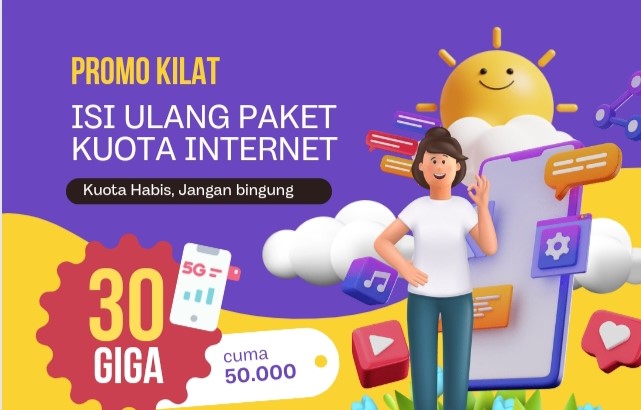 PROMO KILAT
ISI ULANG PAKET
KUOTA INTERNET
Kuota Habis, Jangan bingung
5G
30
GIGA
cuma
50.000